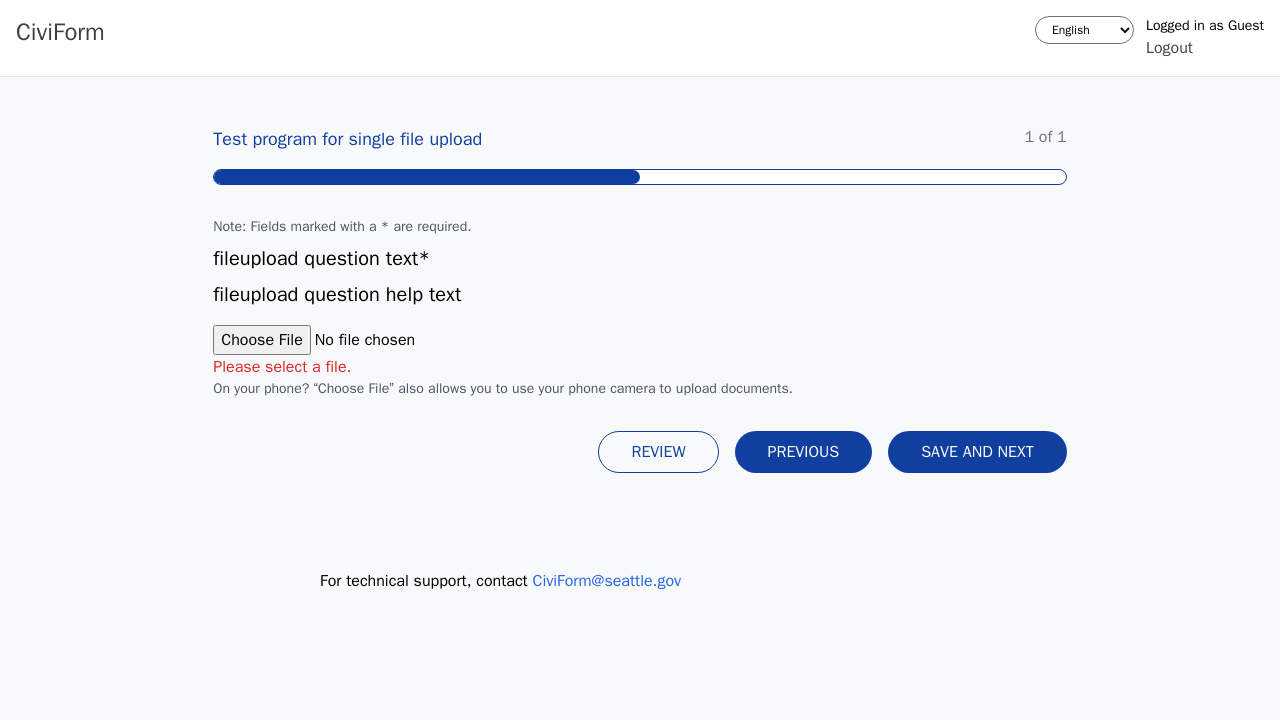 CiviForm
English
Logged in as Guest
Logout
Test program for single file upload
1 of 1
Note: Fields marked with a * are required.
fileupload question text*
fileupload question help text
Choose File No file chosen
Please select a file.
On your phone? “Choose File” also allows you to use your phone camera to upload documents.
REVIEW
PREVIOUS
SAVE AND NEXT
For technical support, contact CiviForm@seattle.gov